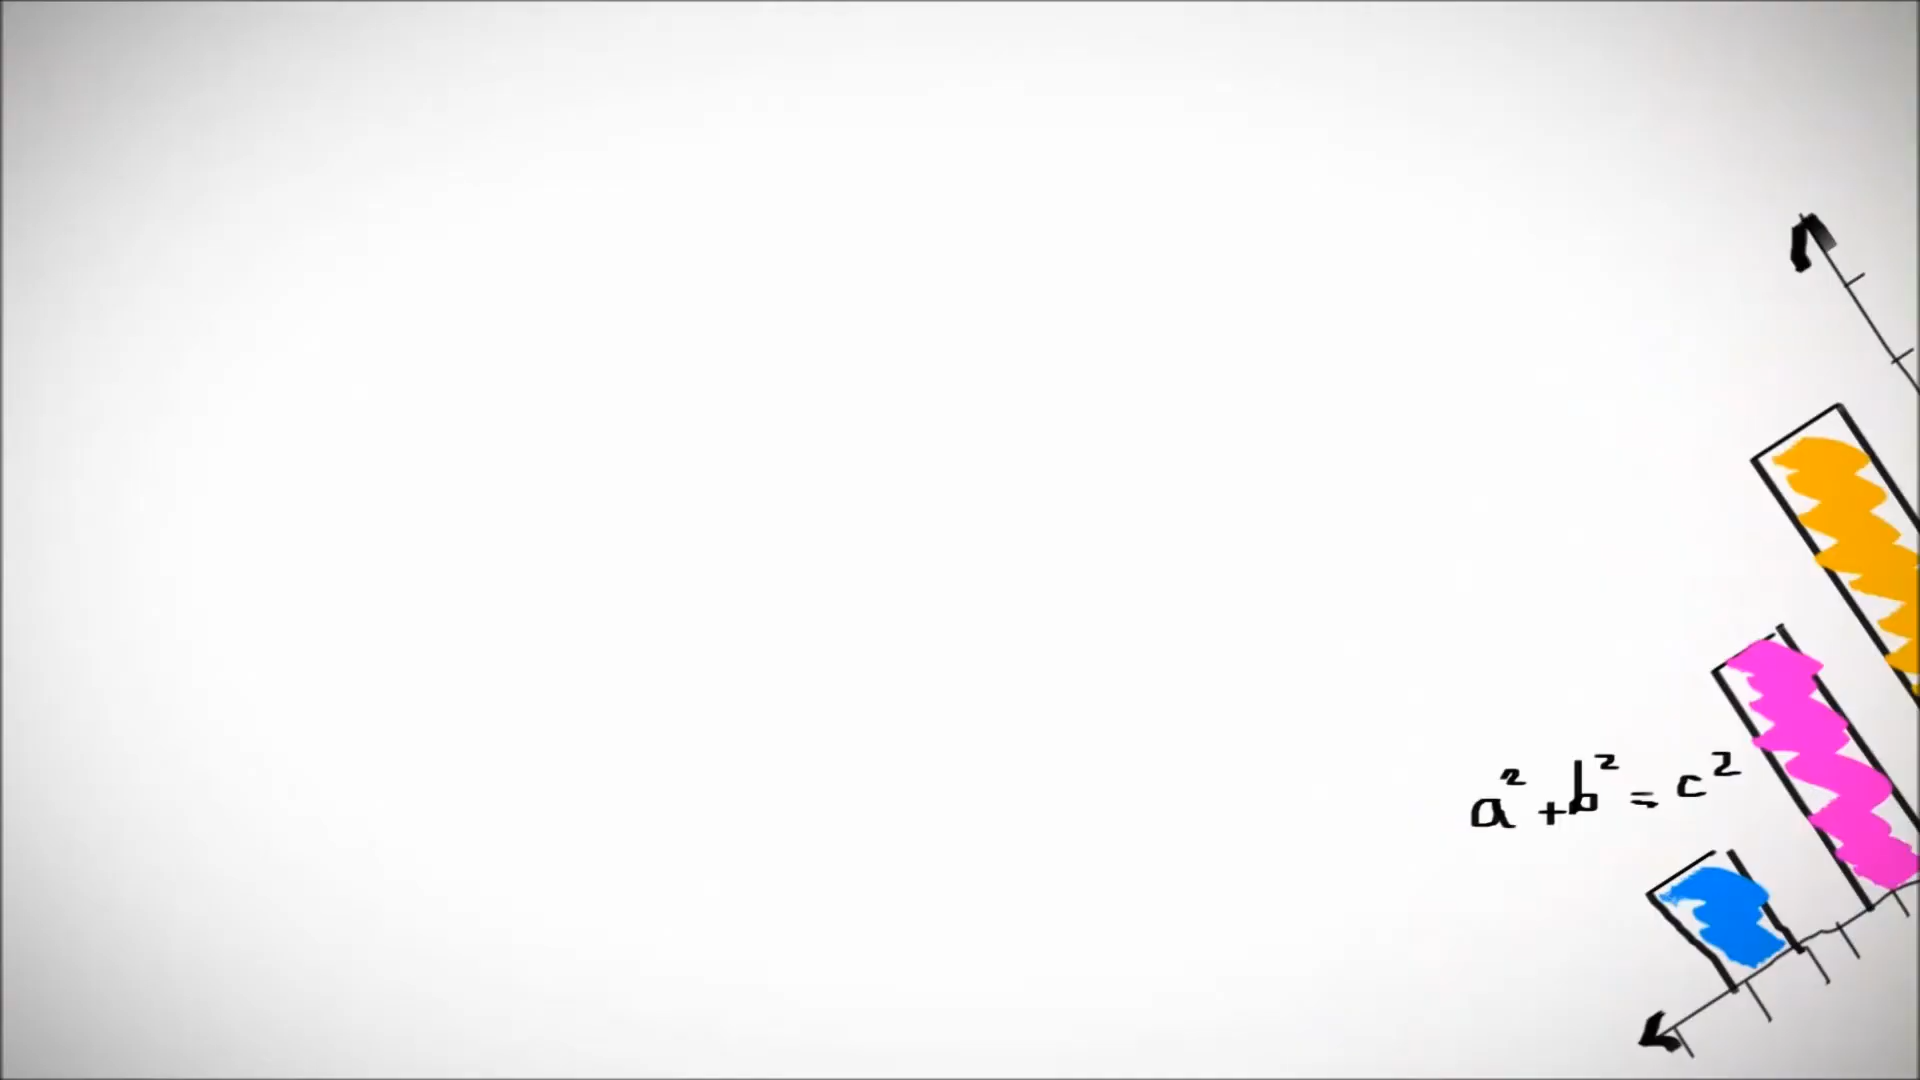 a² + b² = c²